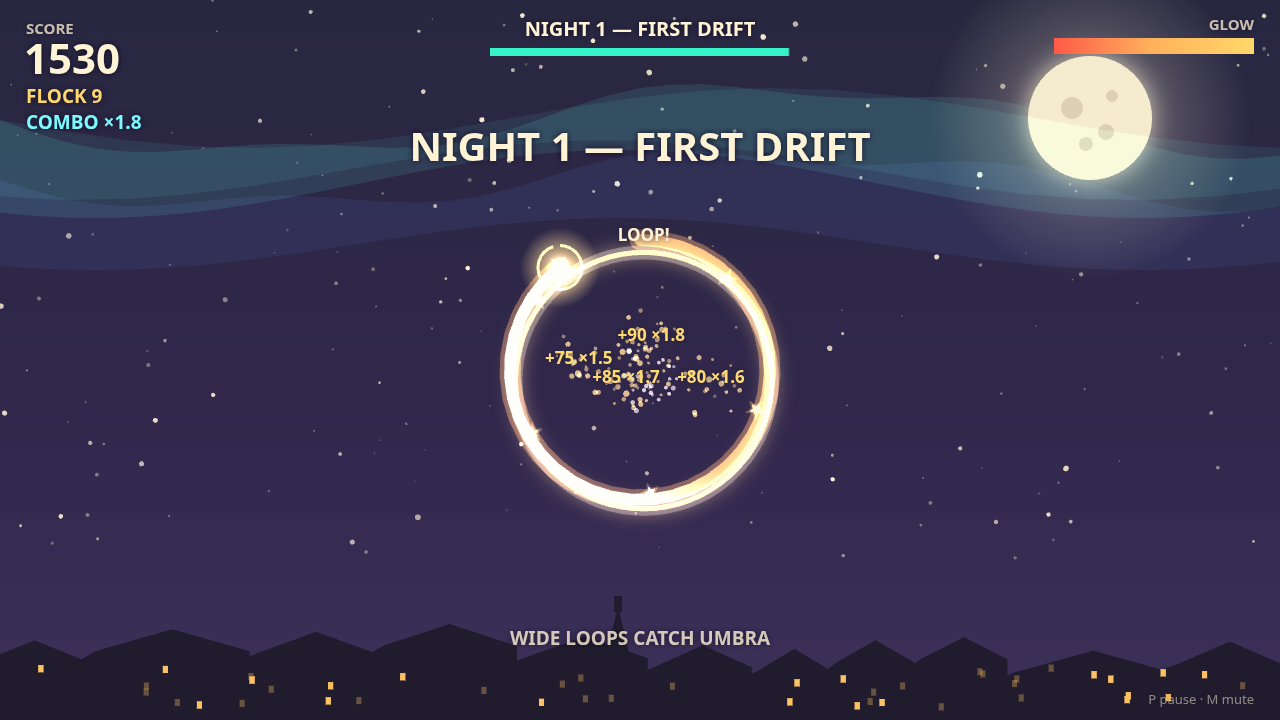 SCORE
1530
FLOCK 9
COMBO ×1.8
NIGHT 1 — FIRST DRIFT
GLOW
NIGHT 1 — FIRST DRIFT
LOOP!
+90 ×1.8
+75 ×1.5
+85 ×1.7
+80 ×1.6
WIDE LOOPS CATCH UMBRA
P pause · M mute